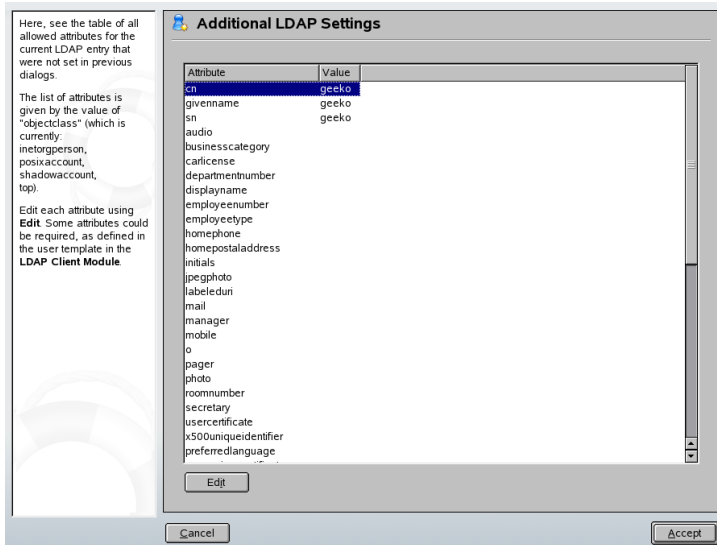 Here, see the table of all
allowed attributes for the
current LDAP entry that
were not set in previous
dialogs.
The list of attributes is
given by the value of
"objectclass" (which is
currently:
inetorgperson,
posixaccount,
shadowaccount,
top).
Edit each attribute using
Edit. Some attributes could
be required, as defined in
the user template in the
LDAP Client Module.
Additional LDAP Settings
Attribute Value
cn geeko
givenname geeko
sn geeko
audio
businesscategory
carlicense
departmentnumber
displayname
employeenumber
employeetype
homephone
homepostaladdress
initials
jpegphoto
labeleduri
mail
manager
mobile
o
pager
photo
roomnumber
secretary
usercertificate
x500uniqueidentifier
preferredlanguage
Edit
Cancel
Accept